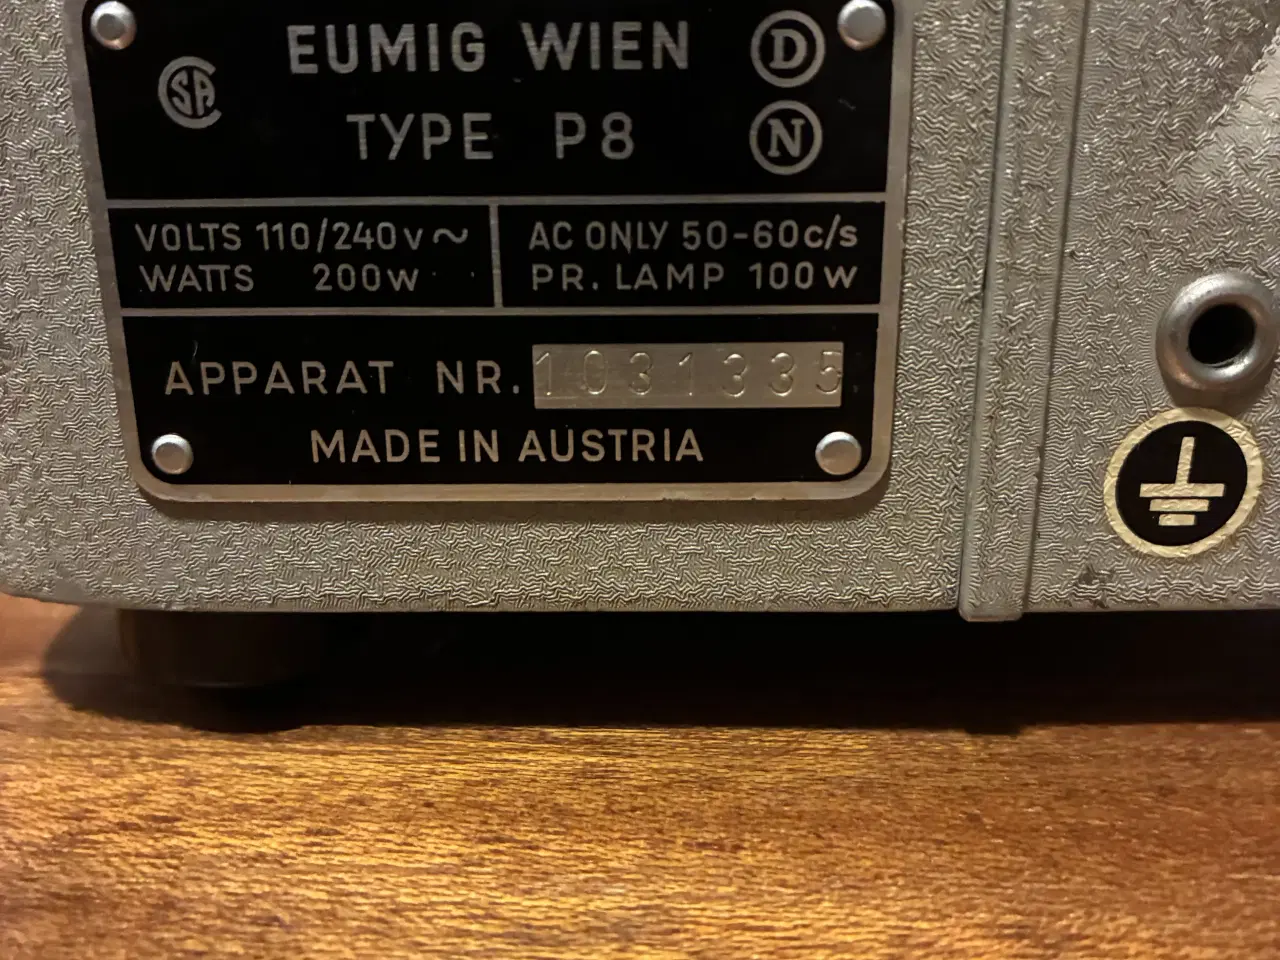 EUMIG WIEN
D
CSA
TYPE P8
N
VOLTS 110/240v~
WATTS 200w
AC ONLY 50-60c/s
PR. LAMP 100w
APPARAT NR. 1031335
MADE IN AUSTRIA